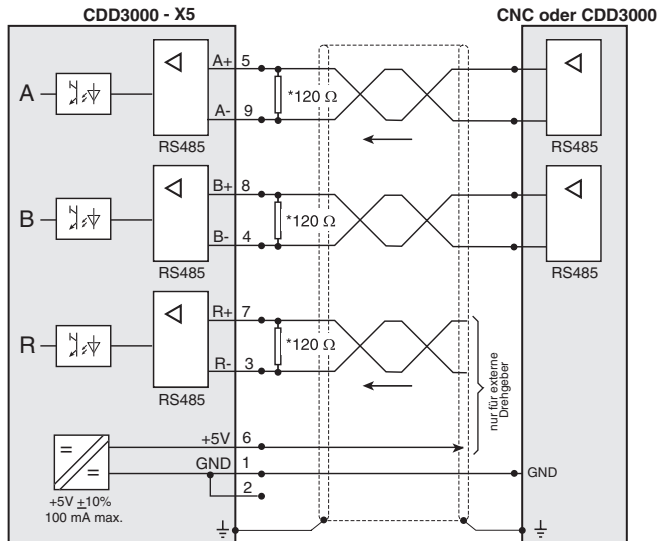 CDD3000 - X5
CNC oder CDD3000
A
A+ 5
*120 Ω
A- 9
RS485
RS485
B
B+ 8
*120 Ω
B- 4
RS485
RS485
R
R+ 7
*120 Ω
R- 3
RS485
nur für externe
Drehgeber
+5V 6
GND 1
GND
2
+5V ±10%
100 mA max.